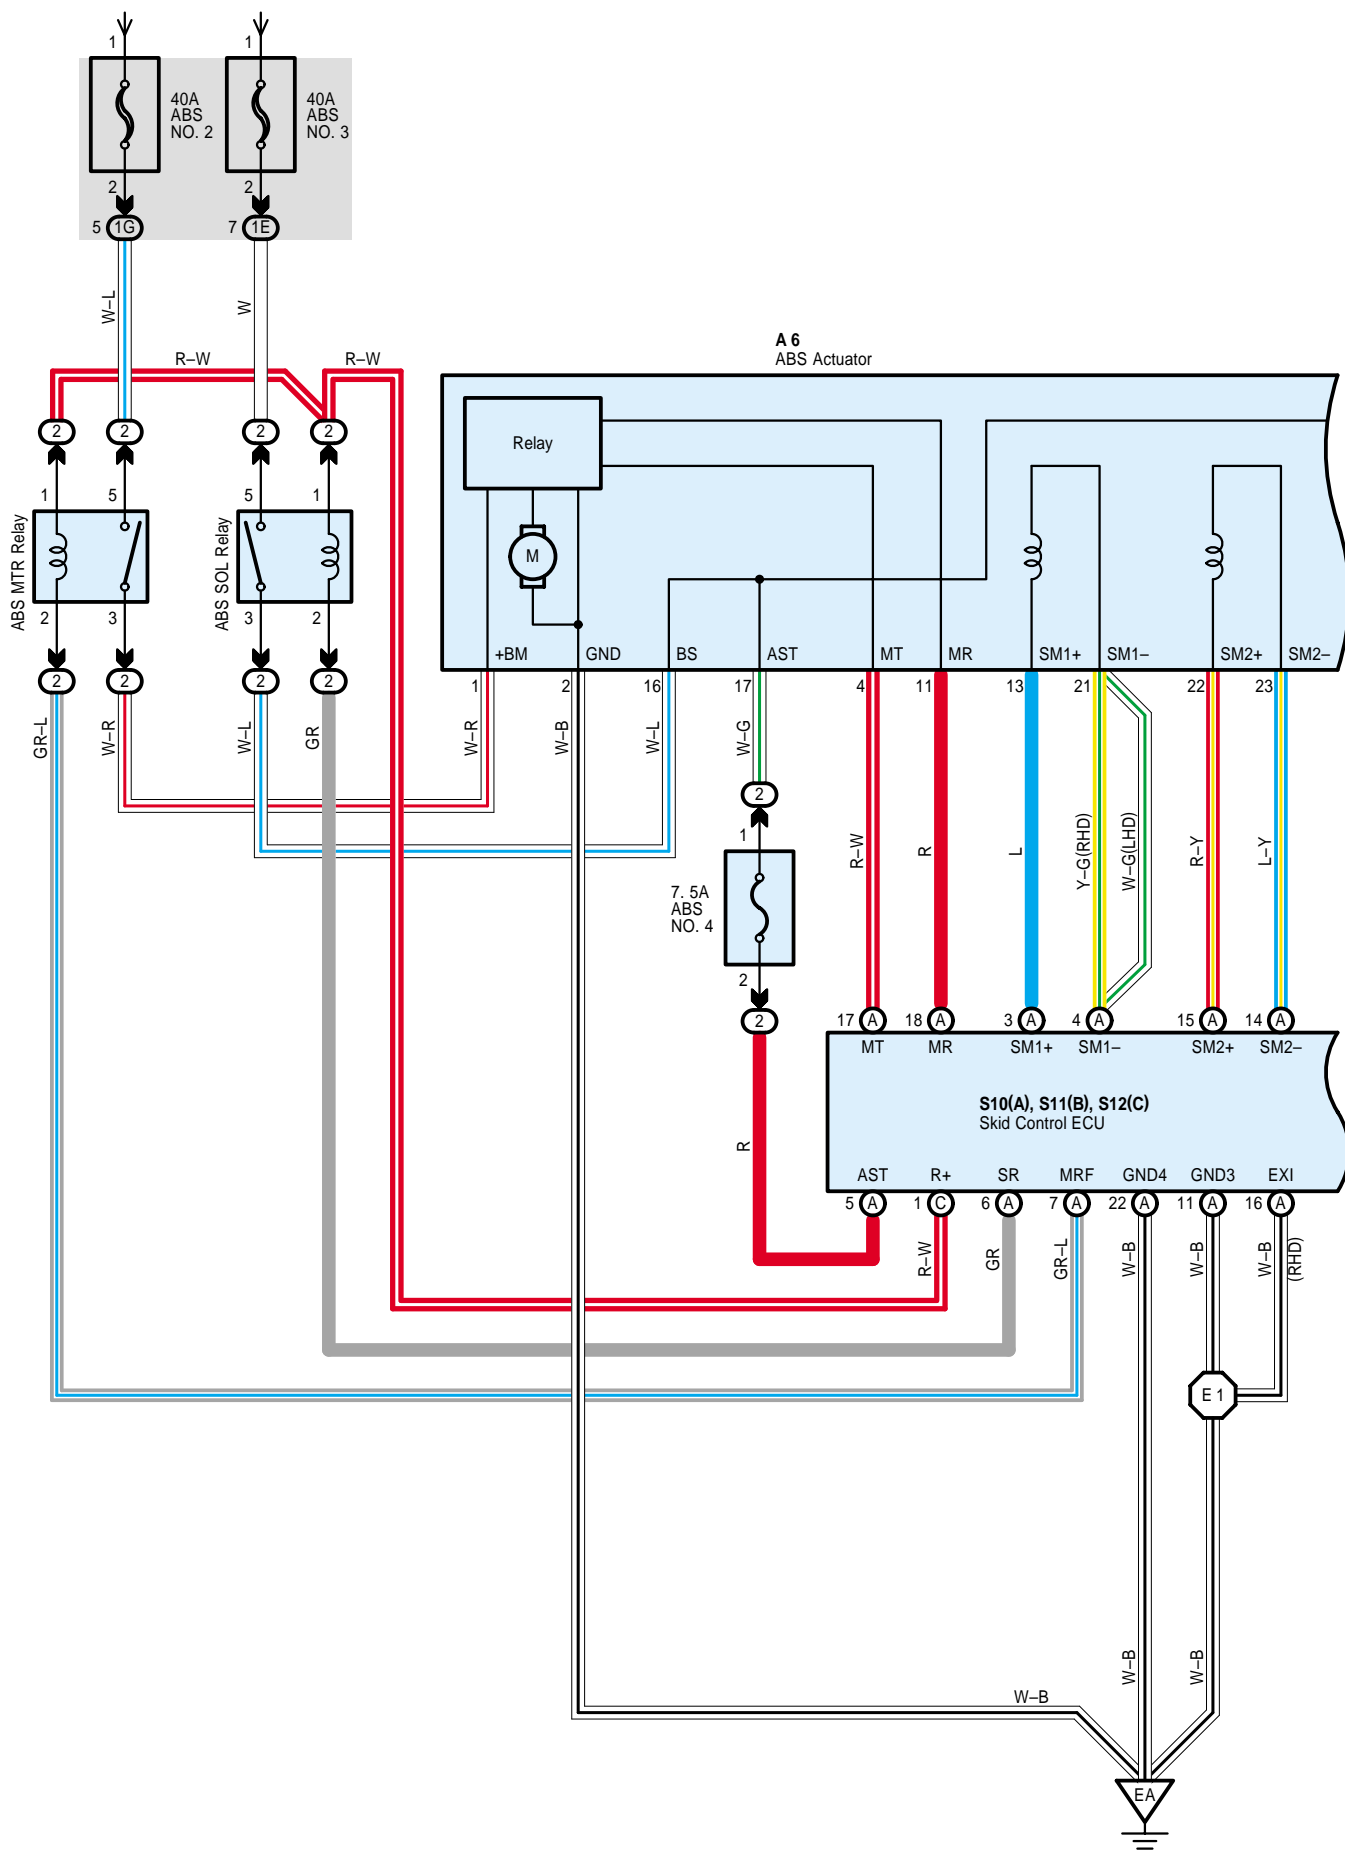 1
1
40A
ABS
NO. 2
40A
ABS
NO. 3
2
2
5 1G
7 1E
W–L
W
R–W
R–W
A 6
ABS Actuator
2
2
2
2
Relay
1
5
5
1
ABS MTR Relay
ABS SOL Relay
M
2
3
3
2
+BM
GND
BS
AST
MT
MR
SM1+
SM1–
SM2+
SM2–
2
2
2
2
1
2
16
17
4
11
13
21
22
23
GR–L
W–R
W–L
GR
W–R
W–B
W–L
W–G
2
1
R–W
R
L
Y–G(RHD)
W–G(LHD)
R–Y
L–Y
7. 5A
ABS
NO. 4
2
2
17 A
18 A
3 A
4 A
15 A
14 A
MT
MR
SM1+
SM1–
SM2+
SM2–
S10(A), S11(B), S12(C)
Skid Control ECU
R
AST
R+
SR
MRF
GND4
GND3
EXI
5 A
1 C
6 A
7 A
22 A
11 A
16 A
R–W
GR
GR–L
W–B
W–B
W–B
(RHD)
E 1
W–B
W–B
W–B
EA